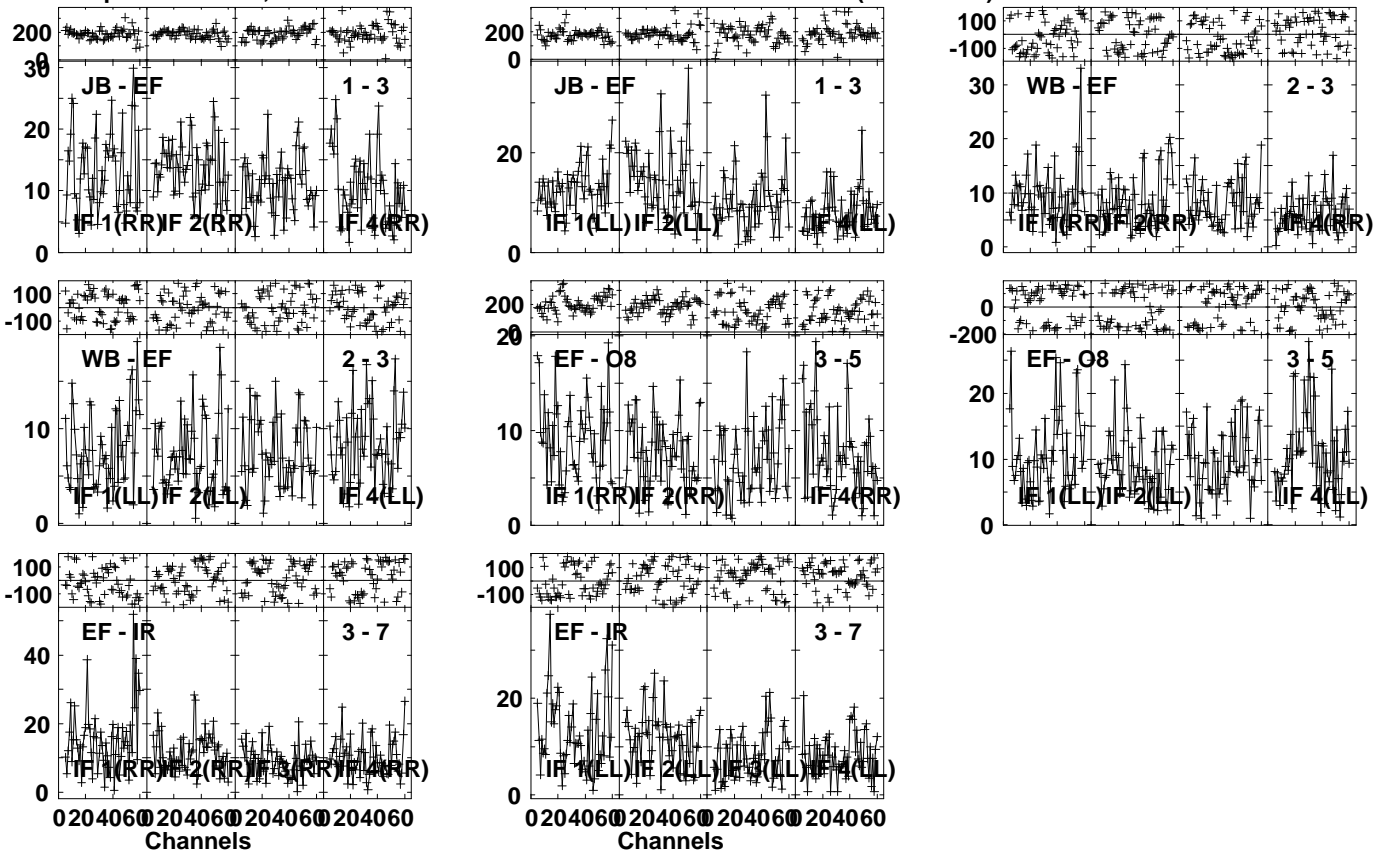 200
0
30
20
10
0
JB - EF 1 - 3
IF 1(RR) IF 2(RR) IF 4(RR)
200
0
20
0
JB - EF 1 - 3
IF 1(LL) IF 2(LL) IF 4(LL)
100
-100
30
20
10
0
WB - EF 2 - 3
IF 1(RR) IF 2(RR) IF 4(RR)
100
-100
10
0
WB - EF 2 - 3
IF 1(LL) IF 2(LL) IF 4(LL)
200
0
20
10
0
EF - O8 3 - 5
IF 1(RR) IF 2(RR) IF 4(RR)
0
-200
20
10
0
EF - O8 3 - 5
IF 1(LL) IF 2(LL) IF 4(LL)
100
-100
40
20
0
EF - IR 3 - 7
IF 1(RR) IF 2(RR) IF 3(RR) IF 4(RR)
0 20 40 60 0 20 40 60 0 20 40 60 0 20 40 60
Channels
100
-100
20
0
EF - IR 3 - 7
IF 1(LL) IF 2(LL) IF 3(LL) IF 4(LL)
0 20 40 60 0 20 40 60 0 20 40 60 0 20 40 60
Channels